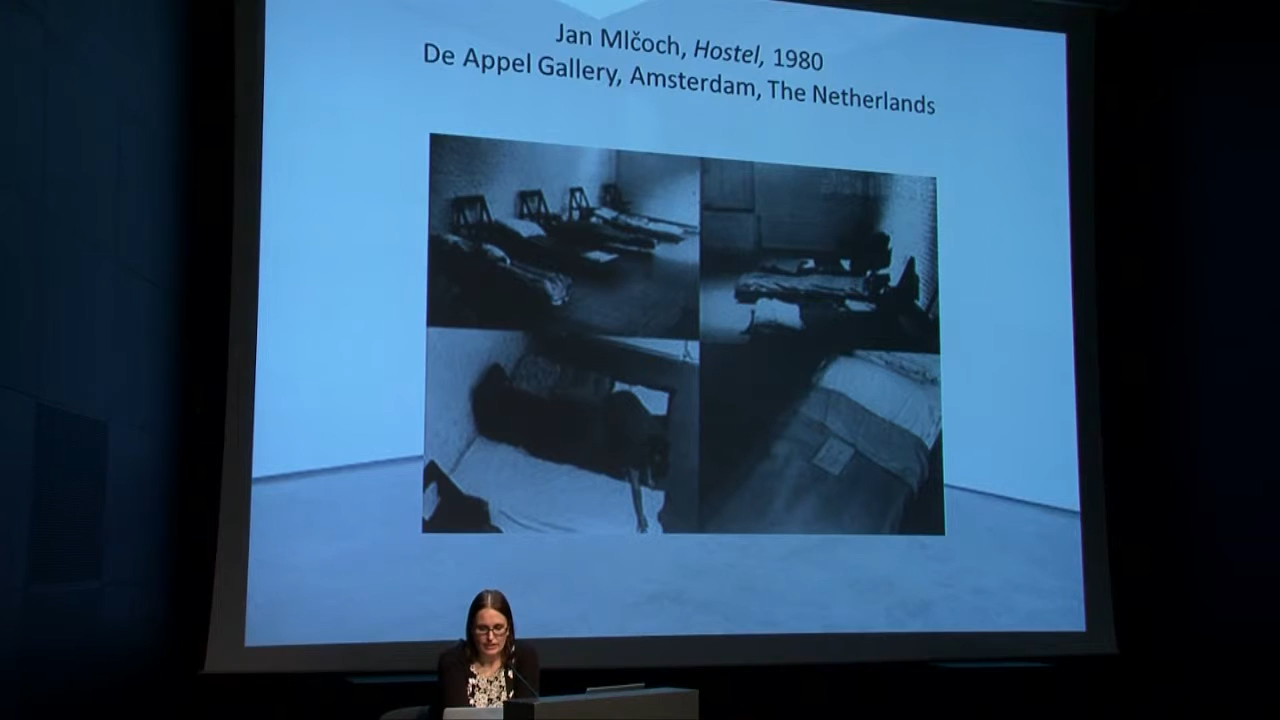 Jan Mlčoch, Hostel, 1980
De Appel Gallery, Amsterdam, The Netherlands